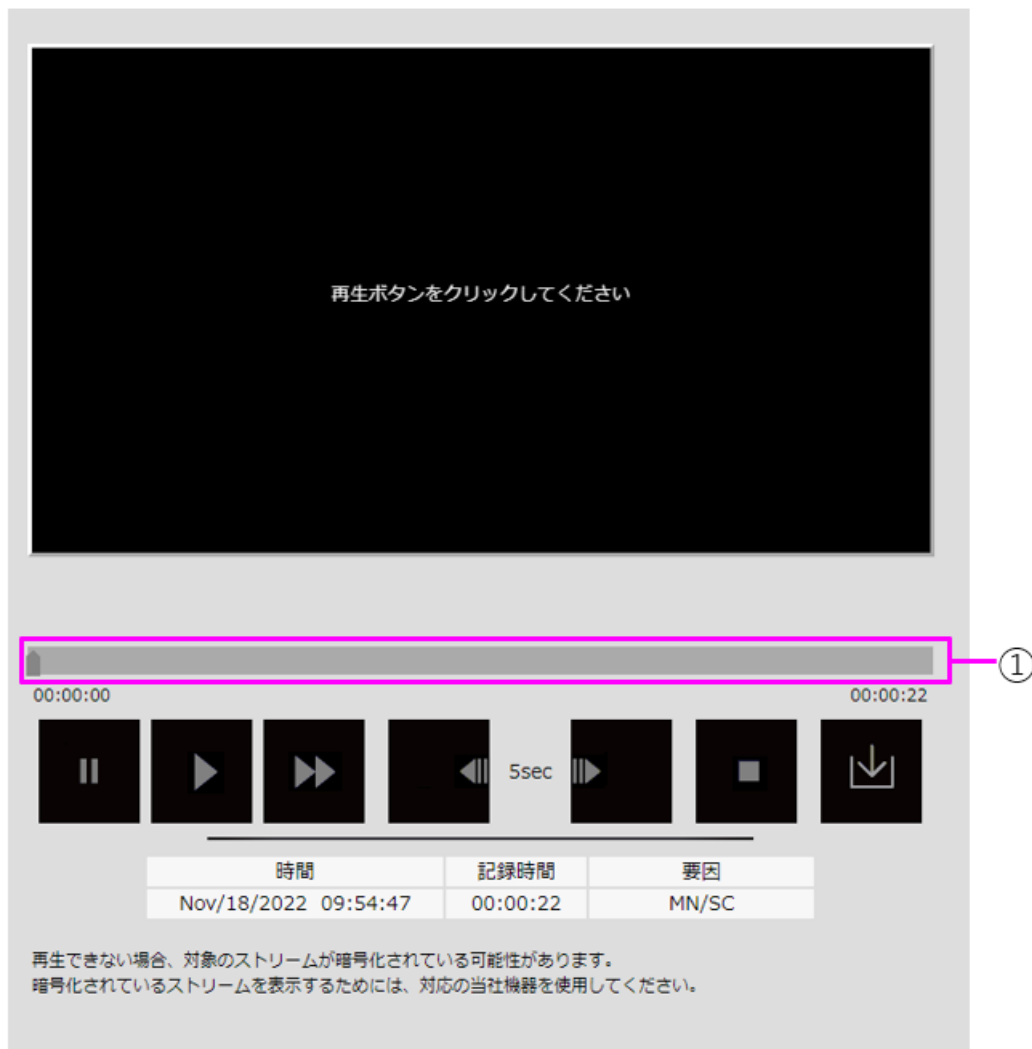 再生ボタンをクリックしてください
①
00:00:00 00:00:22
5sec
時間 記録時間 要因
Nov/18/2022 09:54:47 00:00:22 MN/SC
再生できない場合、対象のストリームが暗号化されている可能性があります。
暗号化されているストリームを表示するためには、対応の当社機器を使用してください。